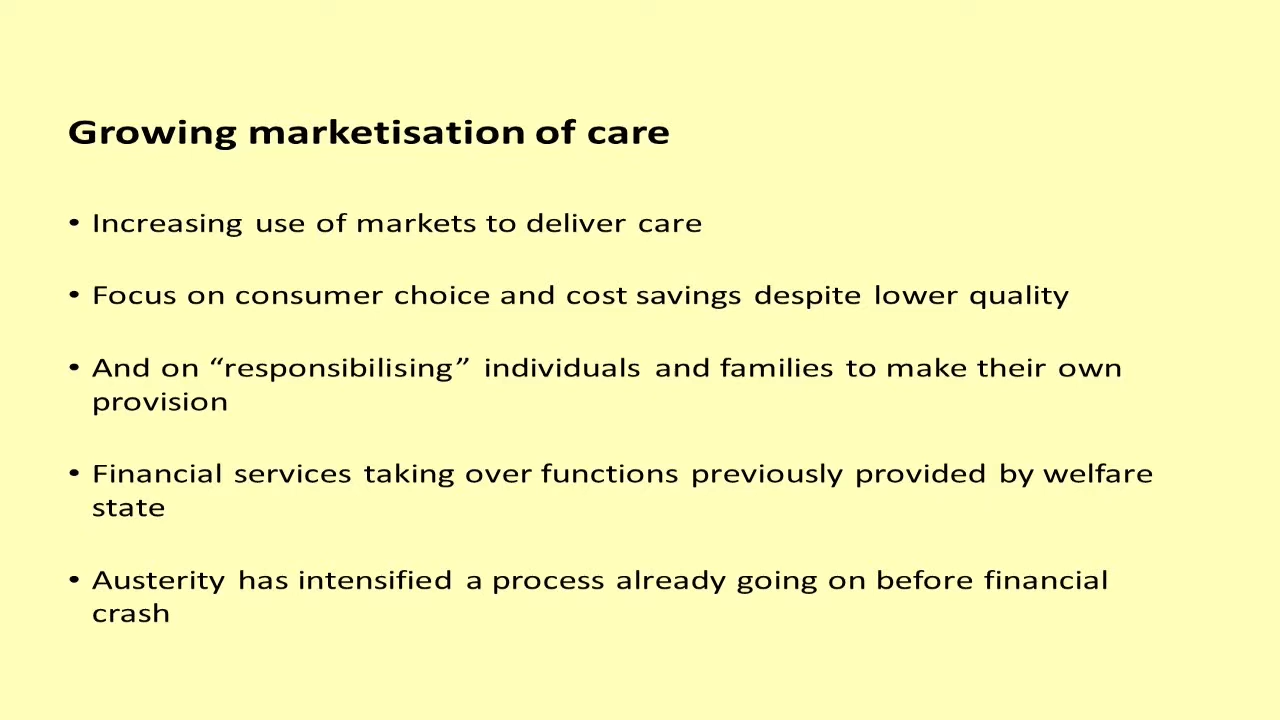 Growing marketisation of care
• Increasing use of markets to deliver care
• Focus on consumer choice and cost savings despite lower quality
• And on “responsibilising” individuals and families to make their own
provision
• Financial services taking over functions previously provided by welfare
state
• Austerity has intensified a process already going on before financial
crash